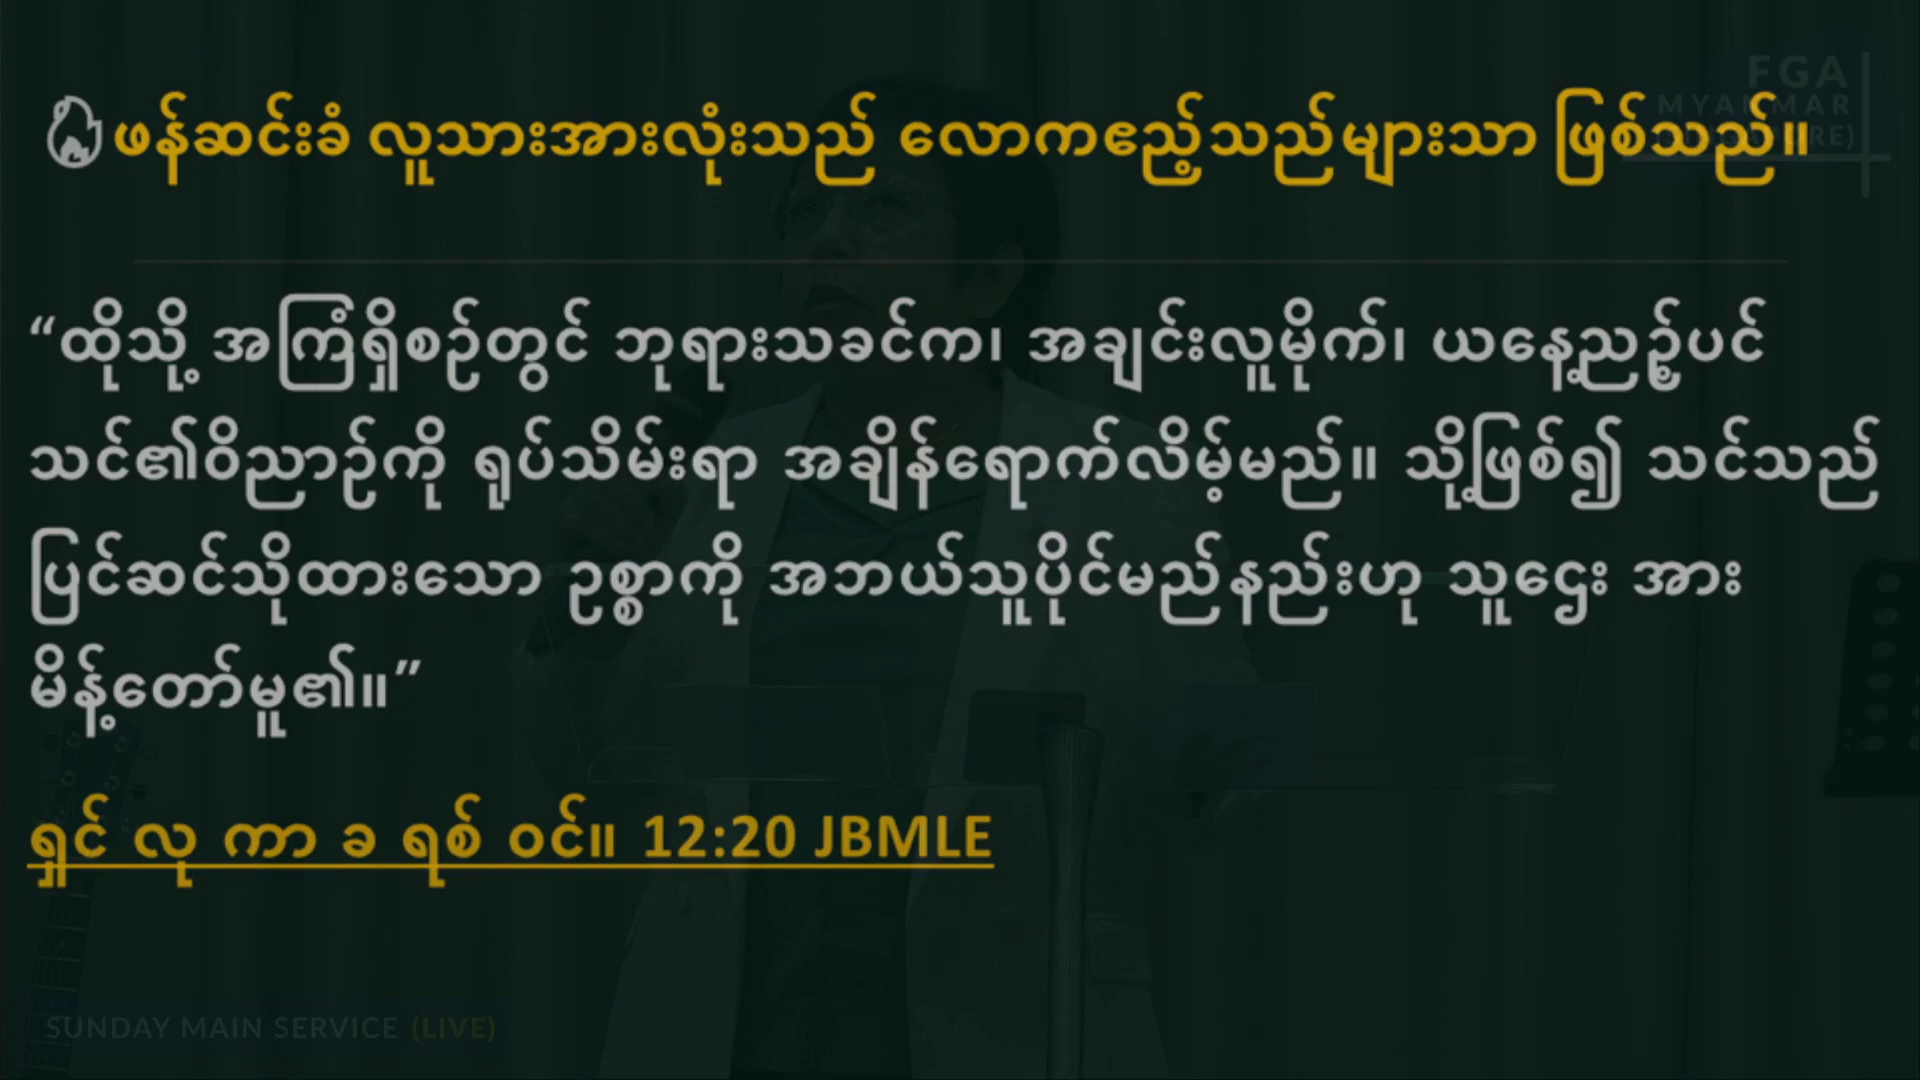 FGA
MYANMAR
ဖန်ဆင်းခံ လူသားအားလုံးသည် လောကဧည့်သည်များသာ ဖြစ်သည်။
“ထိုသို့ အကြံရှိစဉ်တွင် ဘုရားသခင်က၊ အချင်းလူမိုက်၊ ယနေ့ညဉ့်ပင်
သင်၏ဝိညာဉ်ကို ရုပ်သိမ်းရာ အချိန်ရောက်လိမ့်မည်။ သို့ဖြစ်၍ သင်သည်
ပြင်ဆင်သိုထားသော ဥစ္စာကို အဘယ်သူပိုင်မည်နည်းဟု သူဌေး အား
မိန့်တော်မူ၏။”
ရှင် လု ကာ ခ ရစ် ဝင်။ 12:20 JBMLE
SUNDAY MAIN SERVICE (LIVE)